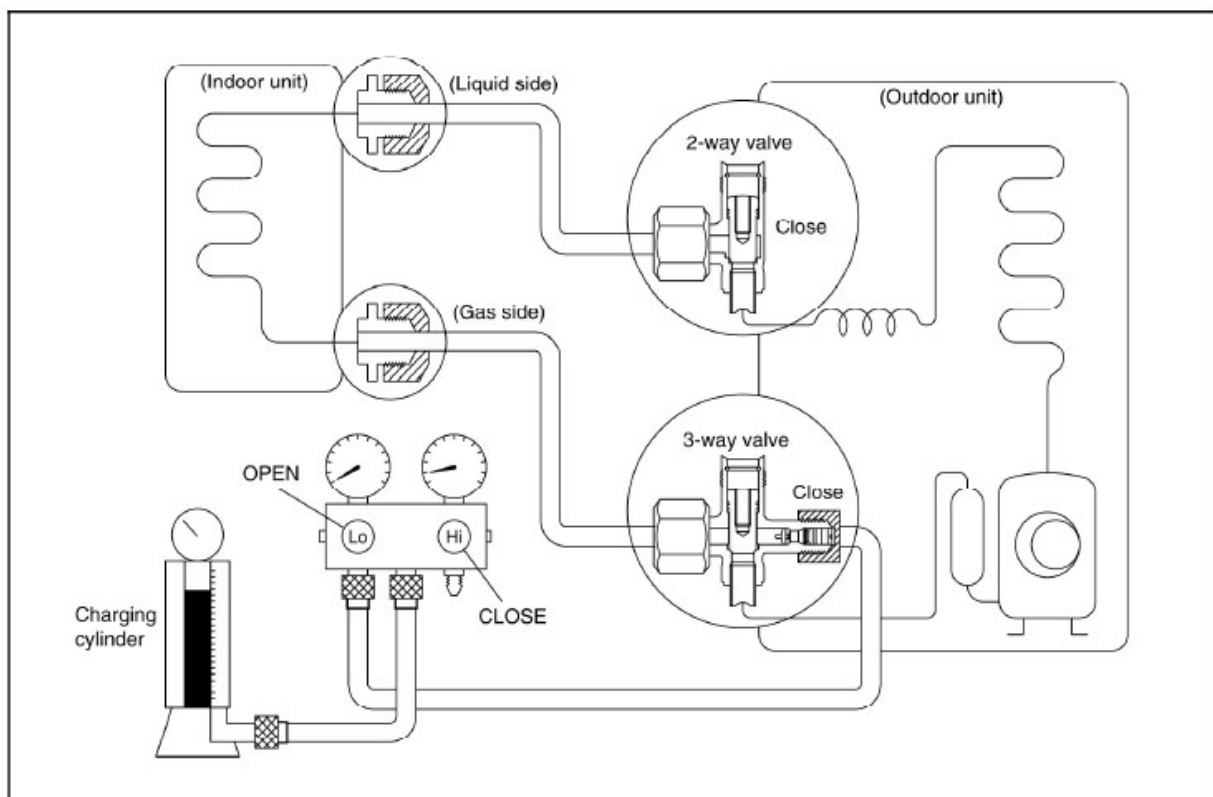 (Indoor unit)
(Liquid side)
(Outdoor unit)
2-way valve
Close
(Gas side)
3-way valve
Close
OPEN
Lo
Hi
CLOSE
Charging
cylinder